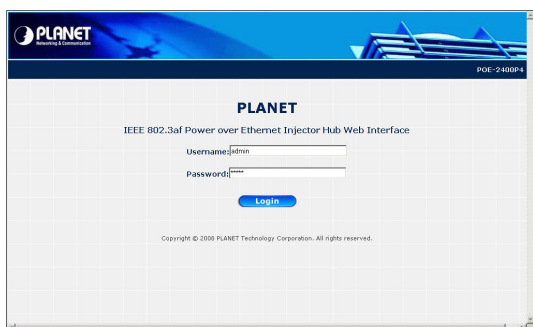 PLANET
Networking & Communication
POE-2400P4
PLANET
IEEE 802.3af Power over Ethernet Injector Hub Web Interface
Username: admin
Password: *****
Login
Copyright © 2008 PLANET Technology Corporation. All rights reserved.